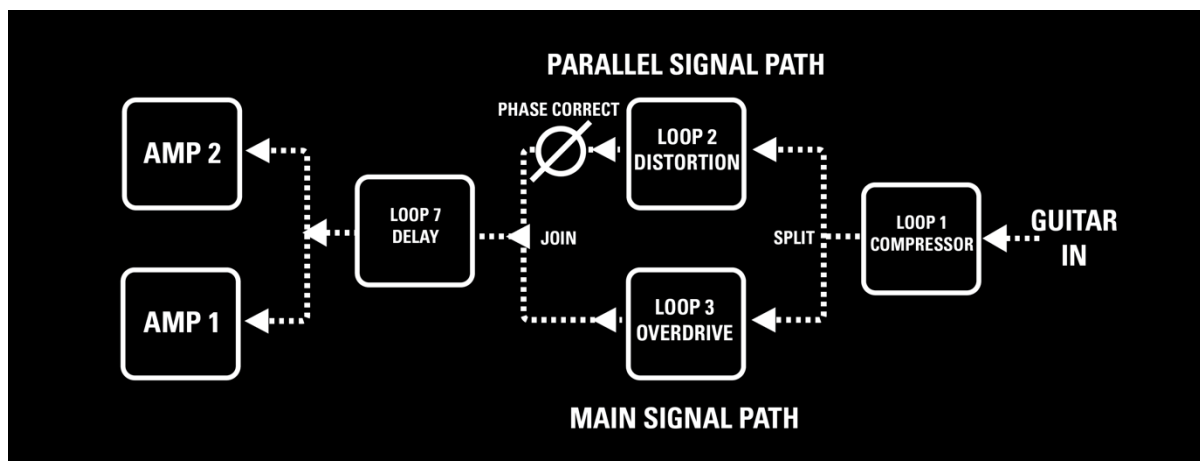 PARALLEL SIGNAL PATH
PHASE CORRECT
AMP 2
LOOP 2
DISTORTION
LOOP 7
DELAY
JOIN
SPLIT
LOOP 1
COMPRESSOR
GUITAR
IN
AMP 1
LOOP 3
OVERDRIVE
MAIN SIGNAL PATH